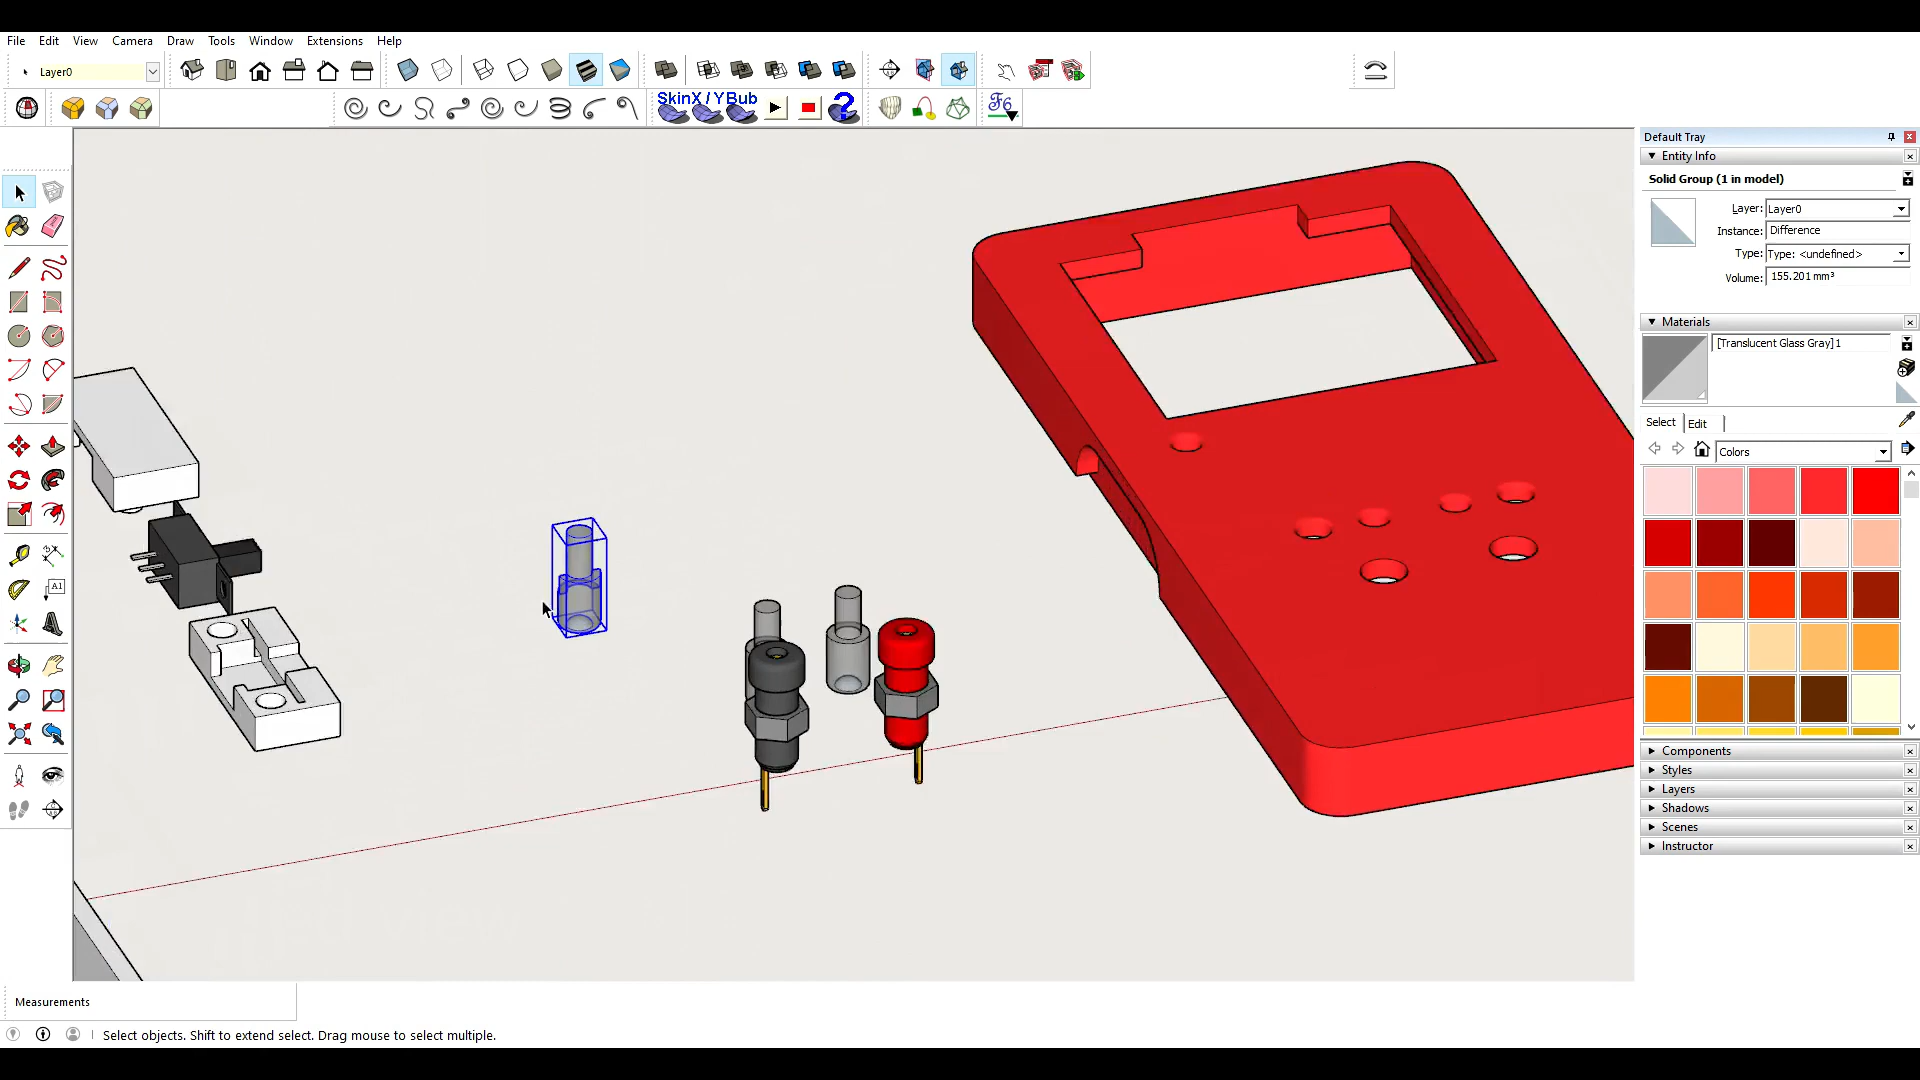 File Edit View Camera Draw Tools Window Extensions Help
Layer0
SkinX / YBub
?
F6
Default Tray
Entity Info
Solid Group (1 in model)
Layer: Layer0
Instance: Difference
Type: Type: <undefined>
Volume: 155.201 mm³
Materials
[Translucent Glass Gray]1
Select Edit
Colors
A1
Components
Styles
Layers
Shadows
Scenes
Instructor
Measurements
Select objects. Shift to extend select. Drag mouse to select multiple.